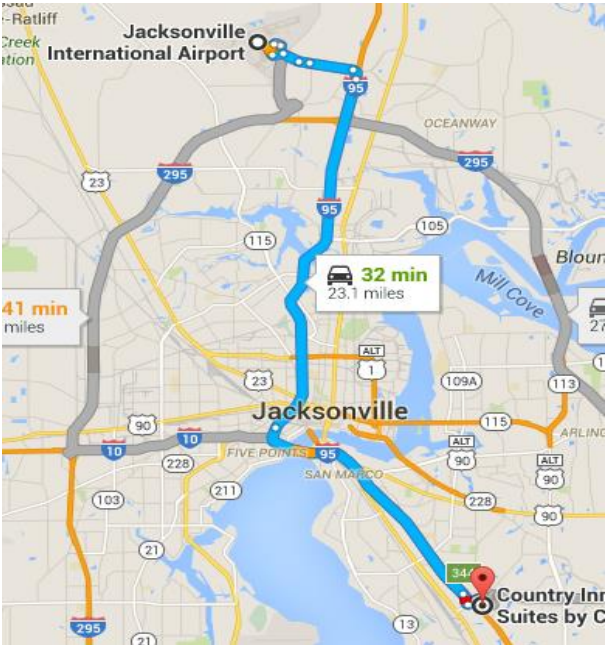 -Ratliff
Creek
Jacksonville
International Airport
95
OCEANWAY
295
295
23
95
115
105
32 min
23.1 miles
Mill Cove
41 min
miles
ALT
1
23
109A
113
Jacksonville
90
115
10
10
FIVE POINTS
95
ALT
90
228
SAN MARCO
103
211
228
90
21
344
Country Inn
Suites by C
295
13
21